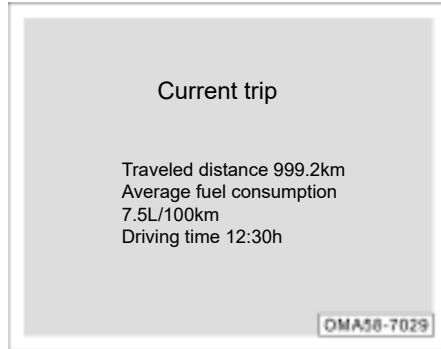 Current trip
Traveled distance 999.2km
Average fuel consumption
7.5L/100km
Driving time 12:30h
OMA58-7029